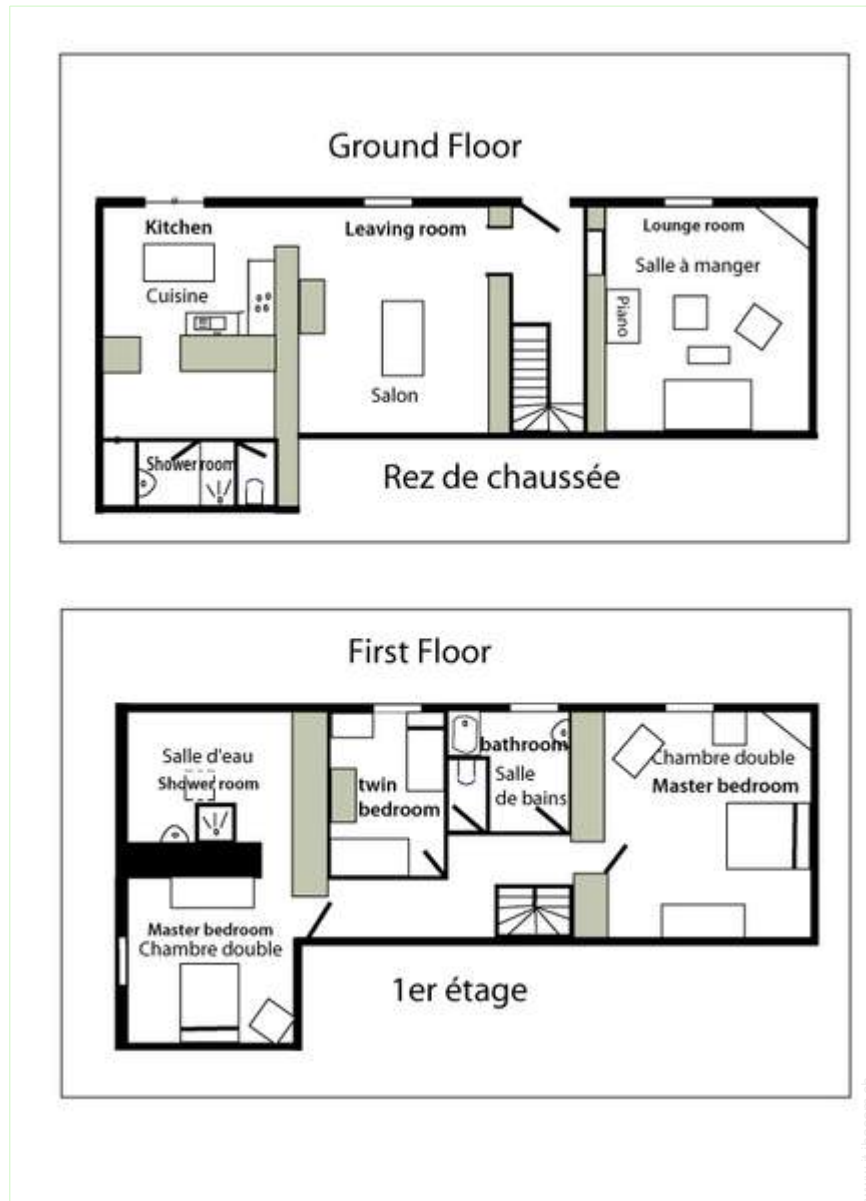 Ground Floor
Kitchen
Leaving room
Lounge room
Salle à manger
Cuisine
Piano
Salon
Shower room
Rez de chaussée
First Floor
Salle d'eau
Shower room
twin
bedroom
bathroom
Salle
de bains
Chambre double
Master bedroom
Master bedroom
Chambre double
1er étage